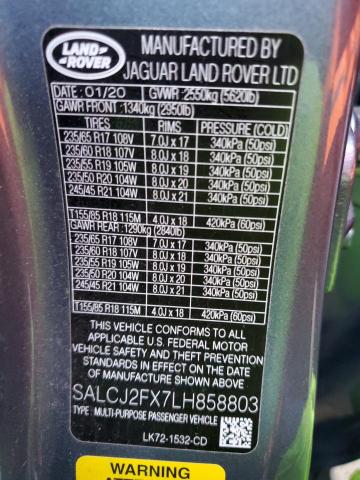 LAND-
ROVER
MANUFACTURED BY
JAGUAR LAND ROVER LTD
DATE : 01/20 GVWR : 2550kg (5620lb)
GAWR FRONT : 1340kg (2950lb)
TIRES RIMS PRESSURE (COLD)
235/65 R17 108V 7.0J x 17 340kPa (50psi)
235/60 R18 107V 8.0J x 18 340kPa (50psi)
235/55 R19 105W 8.0J x 19 340kPa (50psi)
235/50 R20 104W 8.0J x 20 340kPa (50psi)
245/45 R21 104W 8.0J x 21 340kPa (50psi)
T155/85 R18 115M 4.0J x 18 420kPa (60psi)
GAWR REAR : 1290kg (2840lb)
235/65 R17 108V 7.0J x 17 340kPa (50psi)
235/60 R18 107V 8.0J x 18 340kPa (50psi)
235/55 R19 105W 8.0J x 19 340kPa (50psi)
235/50 R20 104W 8.0J x 20 340kPa (50psi)
245/45 R21 104W 8.0J x 21 340kPa (50psi)
T155/85 R18 115M 4.0J x 18 420kPa (60psi)
THIS VEHICLE CONFORMS TO ALL
APPLICABLE U.S. FEDERAL MOTOR
VEHICLE SAFETY AND THEFT PREVENTION
STANDARDS IN EFFECT ON THE DATE OF
MANUFACTURE SHOWN ABOVE
SALCJ2FX7LH858803
TYPE : MULTI-PURPOSE PASSENGER VEHICLE
LK72-1532-CD
WARNING